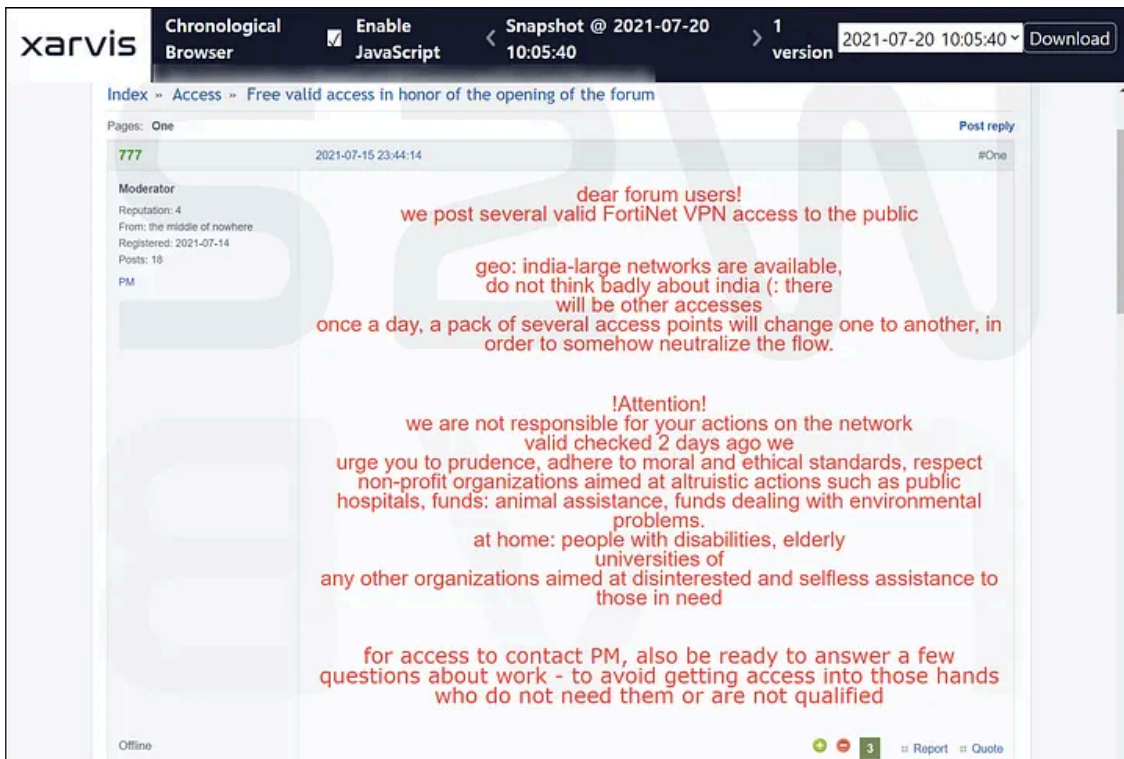 xarvis
Chronological Browser
Enable JavaScript
Snapshot @ 2021-07-20 10:05:40
1 version
2021-07-20 10:05:40
Download
Index » Access » Free valid access in honor of the opening of the forum
Pages: One
Post reply
777
2021-07-15 23:44:14
#One
Moderator
Reputation: 4
From: the middle of nowhere
Registered: 2021-07-14
Posts: 18
PM
dear forum users!
we post several valid FortiNet VPN access to the public
geo: india-large networks are available,
do not think badly about india (: there
will be other accesses
once a day, a pack of several access points will change one to another, in
order to somehow neutralize the flow.
!Attention!
we are not responsible for your actions on the network
valid checked 2 days ago we
urge you to prudence, adhere to moral and ethical standards, respect
non-profit organizations aimed at altruistic actions such as public
hospitals, funds: animal assistance, funds dealing with environmental
problems.
at home: people with disabilities, elderly
universities of
any other organizations aimed at disinterested and selfless assistance to
those in need
for access to contact PM, also be ready to answer a few
questions about work - to avoid getting access into those hands
who do not need them or are not qualified
Offline
3
Report
Quote
S2W